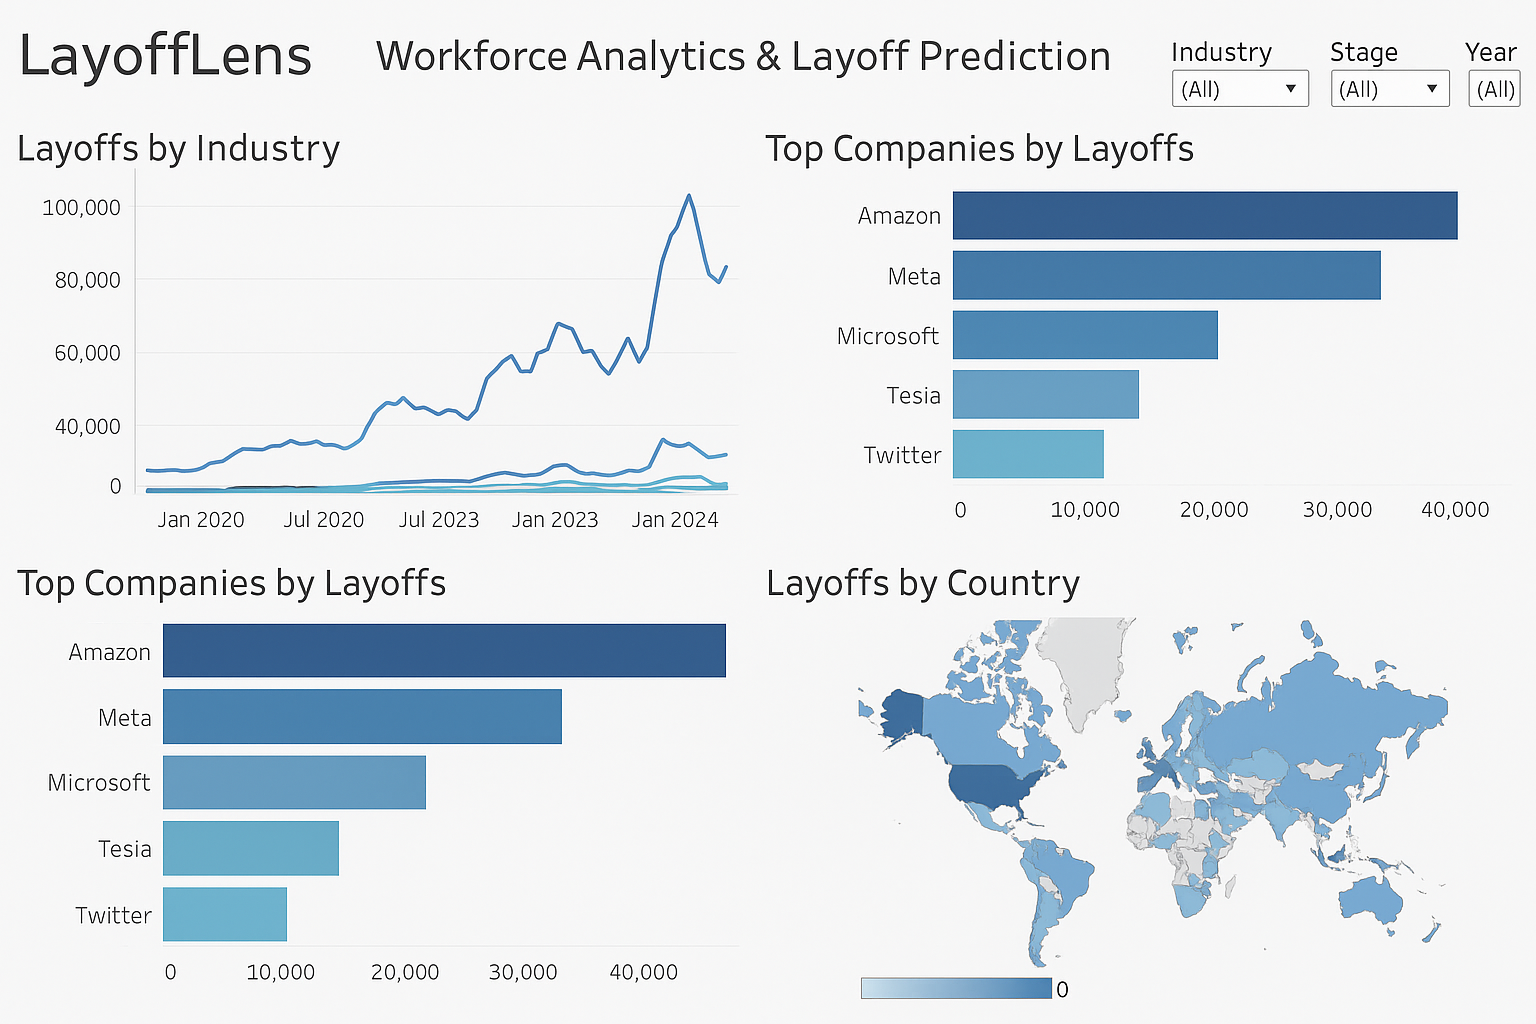 LayoffLens
Workforce Analytics & Layoff Prediction
Industry
(All)
Stage
(All)
Year
(All)
Layoffs by Industry
100,000
80,000
60,000
40,000
0
Jan 2020
Jul 2020
Jul 2023
Jan 2023
Jan 2024
Top Companies by Layoffs
Amazon
Meta
Microsoft
Tesia
Twitter
0
10,000
20,000
30,000
40,000
Top Companies by Layoffs
Amazon
Meta
Microsoft
Tesia
Twitter
0
10,000
20,000
30,000
40,000
Layoffs by Country
0